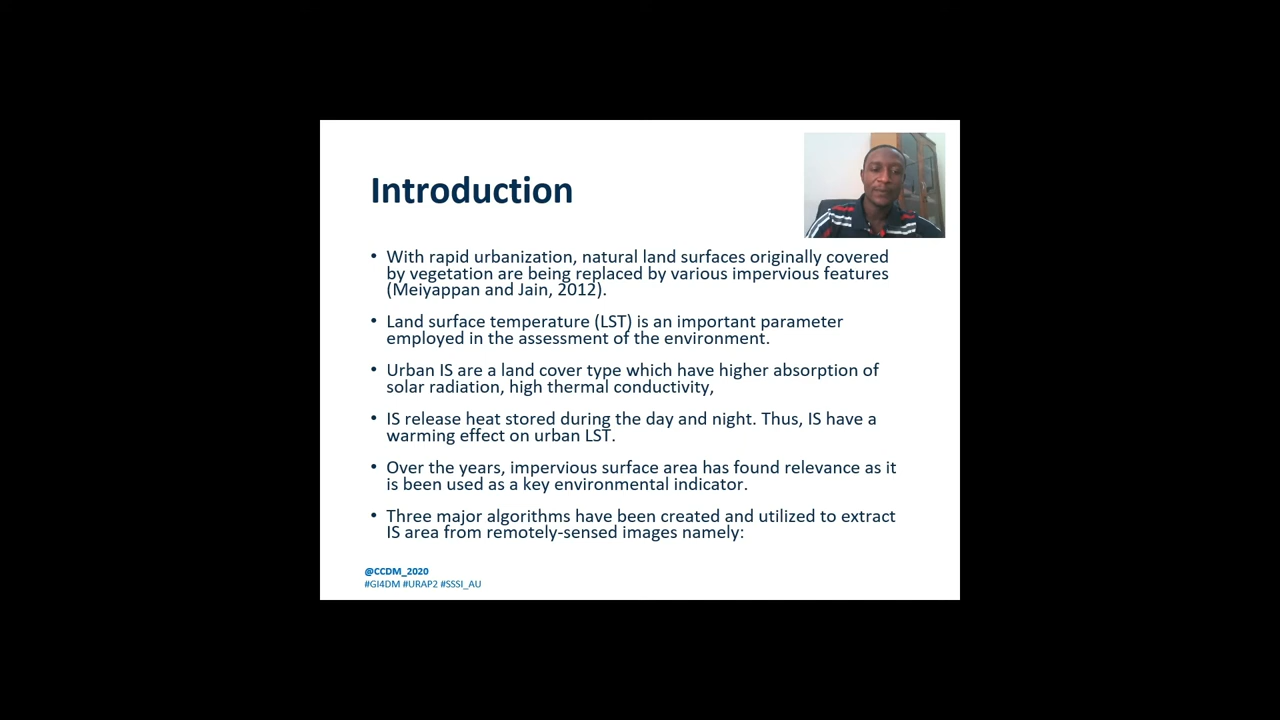 Introduction
• With rapid urbanization, natural land surfaces originally covered
by vegetation are being replaced by various impervious features
(Meiyappan and Jain, 2012).
• Land surface temperature (LST) is an important parameter
employed in the assessment of the environment.
• Urban IS are a land cover type which have higher absorption of
solar radiation, high thermal conductivity,
• IS release heat stored during the day and night. Thus, IS have a
warming effect on urban LST.
• Over the years, impervious surface area has found relevance as it
is been used as a key environmental indicator.
• Three major algorithms have been created and utilized to extract
IS area from remotely-sensed images namely:
@CCDM_2020
#GI4DM #URAP2 #SSSI_AU